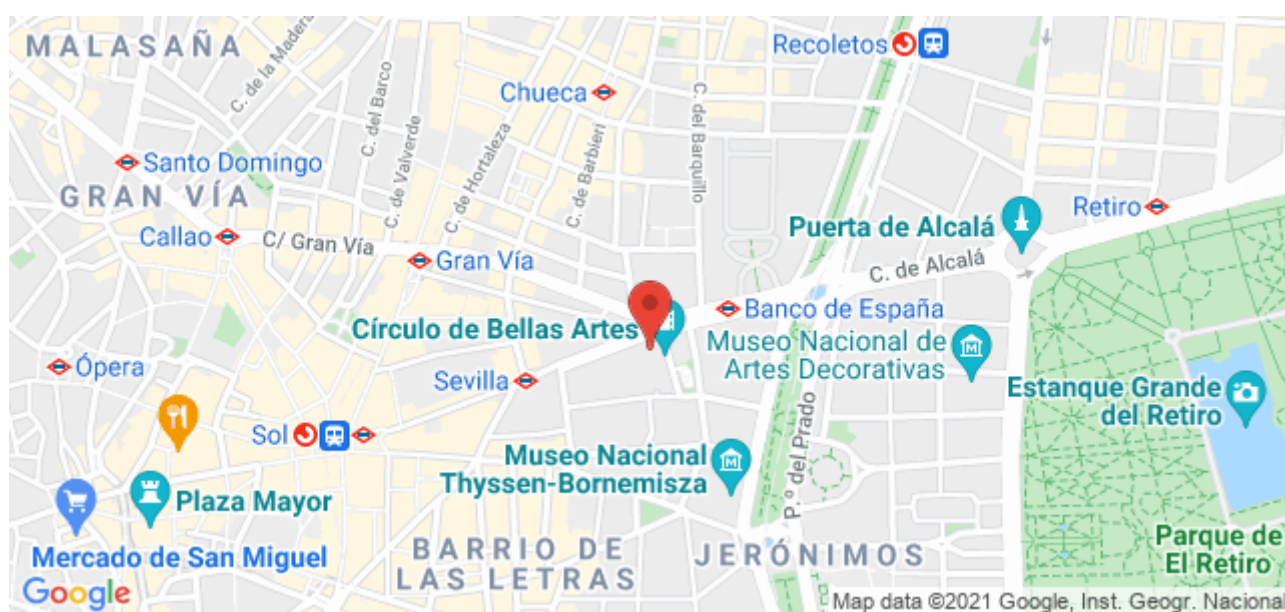 MALASAÑA
C. de la Madera
C. del Barco
C. de Valverde
C. de Hortaleza
Chueca
C. de Barbieri
C. del Barquillo
Recoletos
Santo Domingo
GRAN VÍA
Callao
C/ Gran Vía
Gran Vía
Puerta de Alcalá
Retiro
C. de Alcalá
Círculo de Bellas Artes
Banco de España
Museo Nacional de
Artes Decorativas
Ópera
Sevilla
Sol
Estanque Grande
del Retiro
Museo Nacional
Thyssen-Bornemisza
P.º del Prado
Plaza Mayor
Mercado de San Miguel
BARRIO DE
LAS LETRAS
JERÓNIMOS
Parque de
El Retiro
Google
Map data ©2021 Google, Inst. Geogr. Nacional